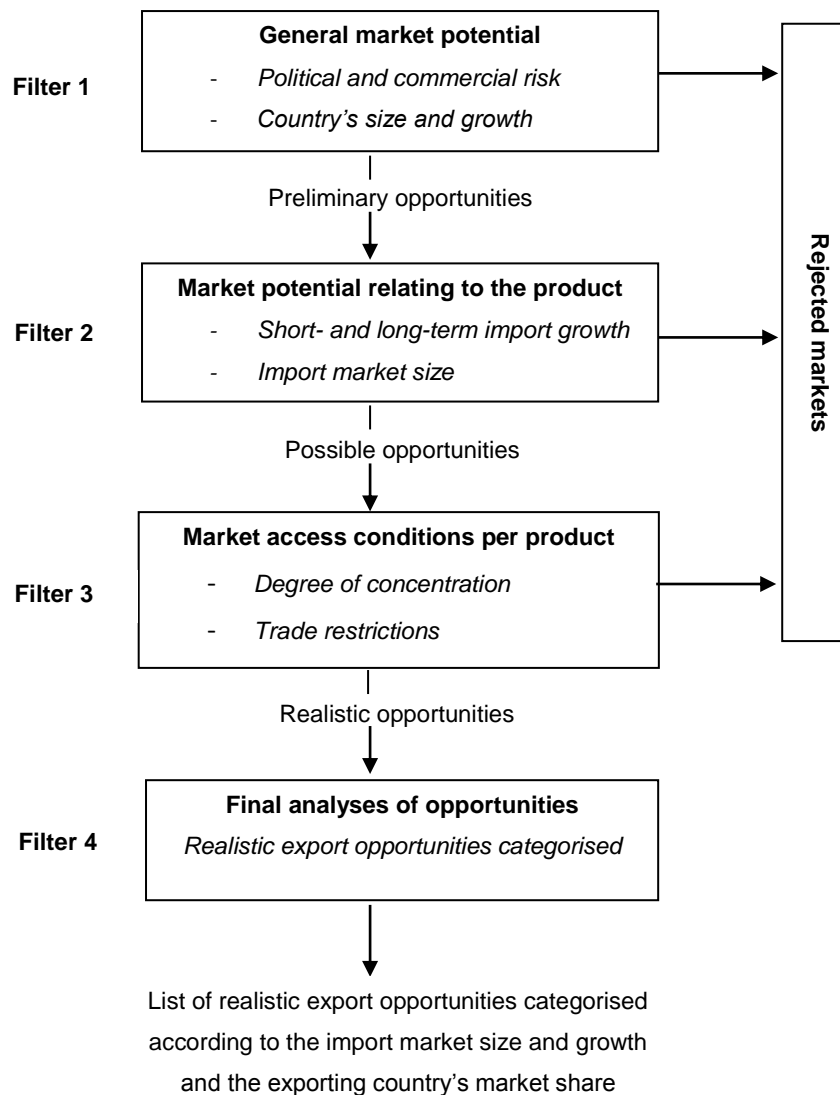 General market potential
Filter 1
- Political and commercial risk
- Country's size and growth
Preliminary opportunities
Market potential relating to the product
Filter 2
- Short- and long-term import growth
- Import market size
Possible opportunities
Market access conditions per product
Filter 3
- Degree of concentration
- Trade restrictions
Realistic opportunities
Final analyses of opportunities
Filter 4
Realistic export opportunities categorised
List of realistic export opportunities categorised
according to the import market size and growth
and the exporting country's market share
Rejected markets